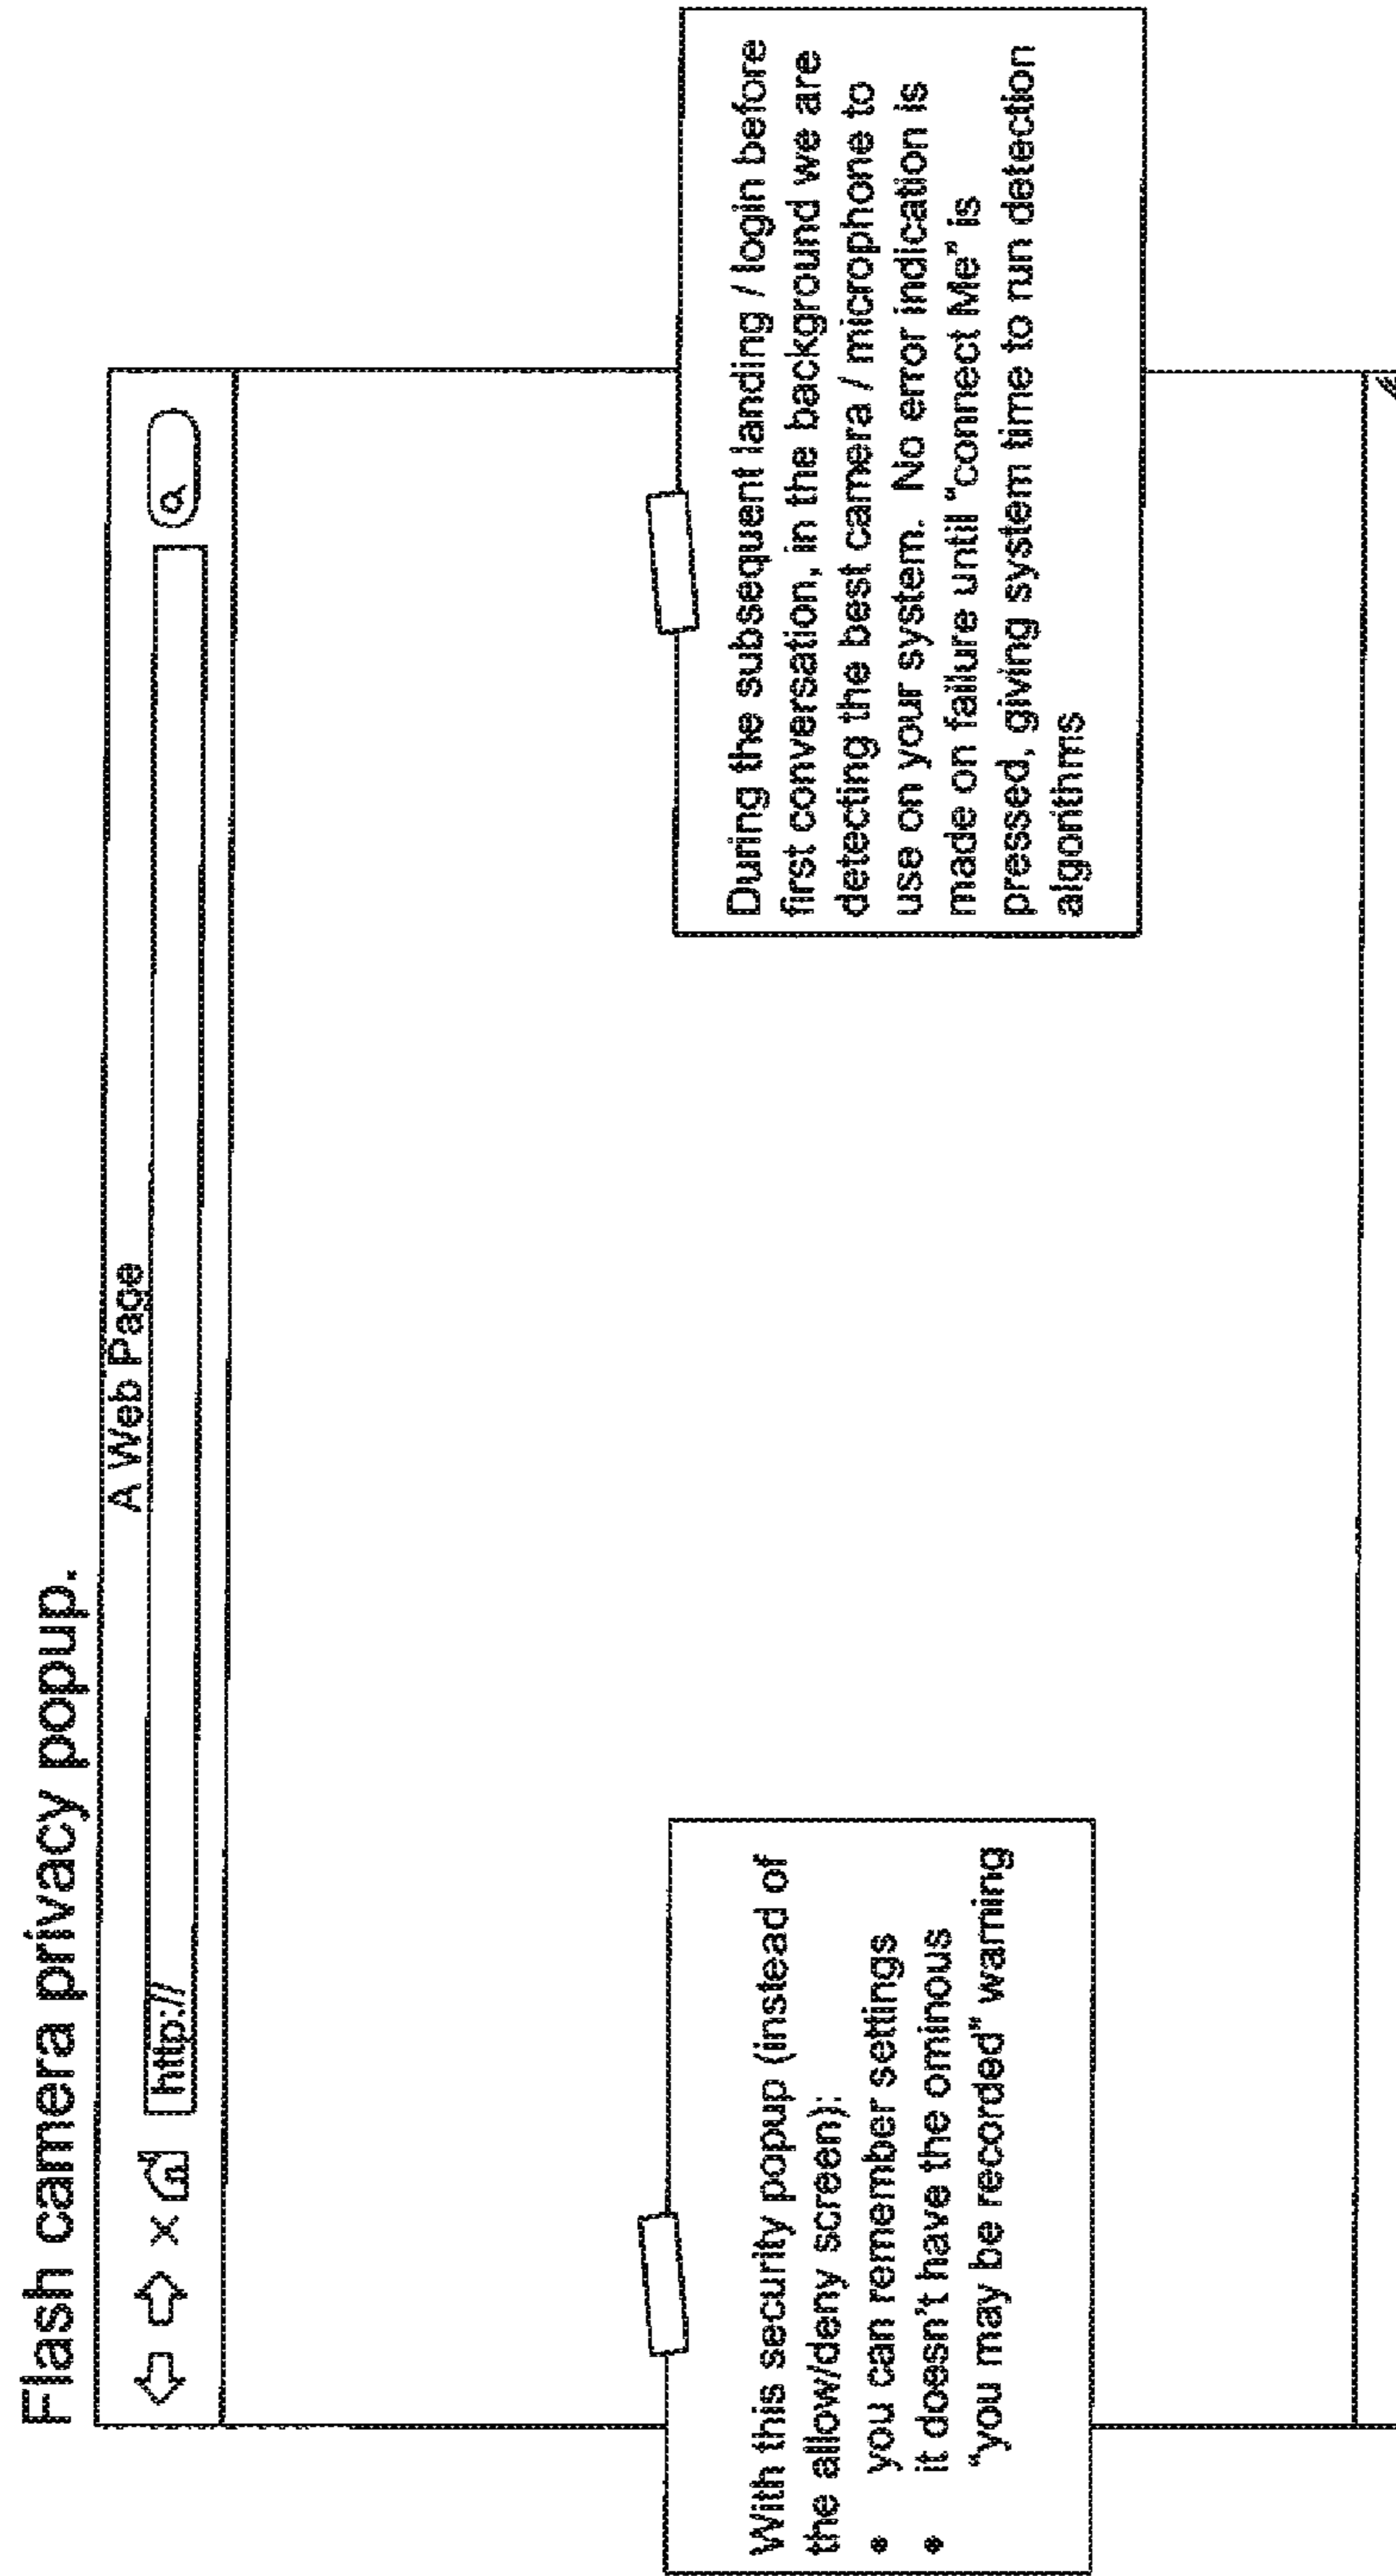 Flash camera privacy popup.
A Web Page
http://
With this security popup (instead of
the allow/deny screen):
• you can remember settings
• it doesn't have the ominous
"you may be recorded" warning
During the subsequent landing / login before
first conversation, in the background we are
detecting the best camera / microphone to
use on your system. No error indication is
made on failure until "connect Me" is
pressed, giving system time to run detection
algorithms